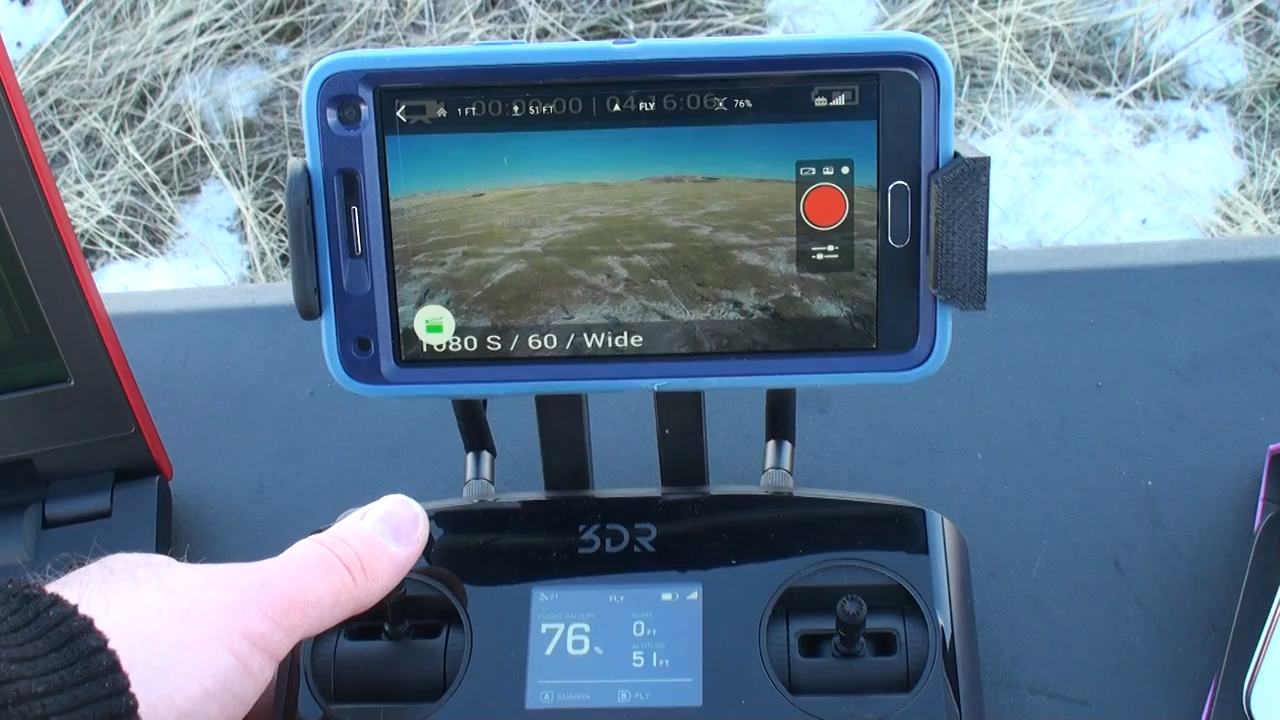 00:00:00 | 04:16:06
1 FT 51 FT FLY 76%
1080 S / 60 / Wide
3DR
21 FLY
FLIGHT BATTERY HOME
76% 0FT
ALTITUDE
51FT
A B FLY